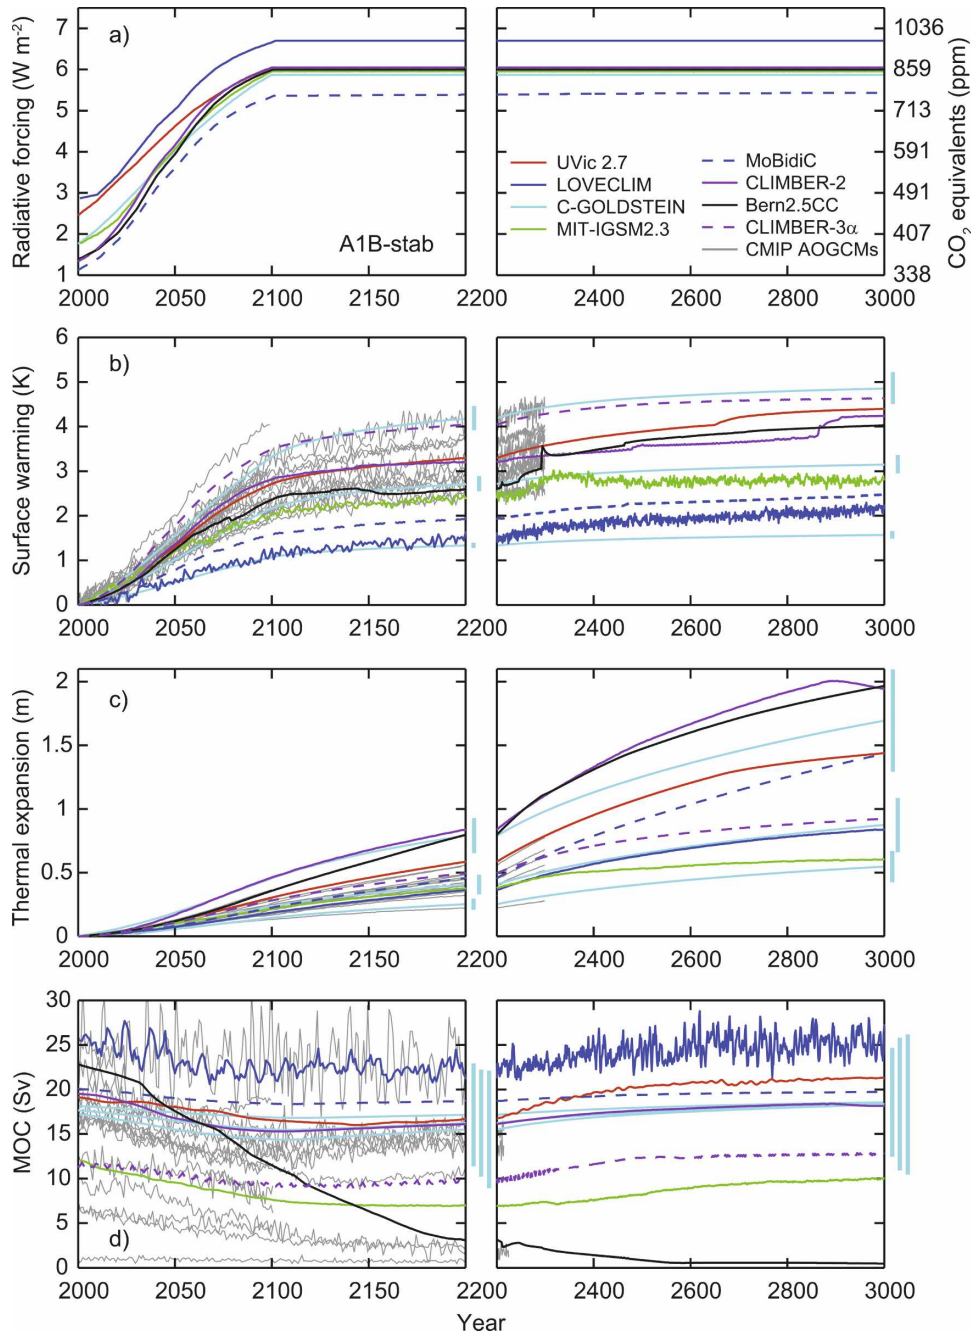 a)
7
6
5
4
3
2
1
Radiative forcing (W m-2)
1036
859
713
591
491
407
338
CO2 equivalents (ppm)
A1B-stab
UVic 2.7
LOVECLIM
C-GOLDSTEIN
MIT-IGSM2.3
MoBidiC
CLIMBER-2
Bern2.5CC
CLIMBER-3α
CMIP AOGCMs
2000 2050 2100 2150 2200 2400 2600 2800 3000
b)
6
5
4
3
2
1
0
Surface warming (K)
2000 2050 2100 2150 2200 2400 2600 2800 3000
c)
2
1.5
1
0.5
0
Thermal expansion (m)
2000 2050 2100 2150 2200 2400 2600 2800 3000
30
25
20
15
10
5
0
MOC (Sv)
d)
2000 2050 2100 2150 2200 2400 2600 2800 3000
Year